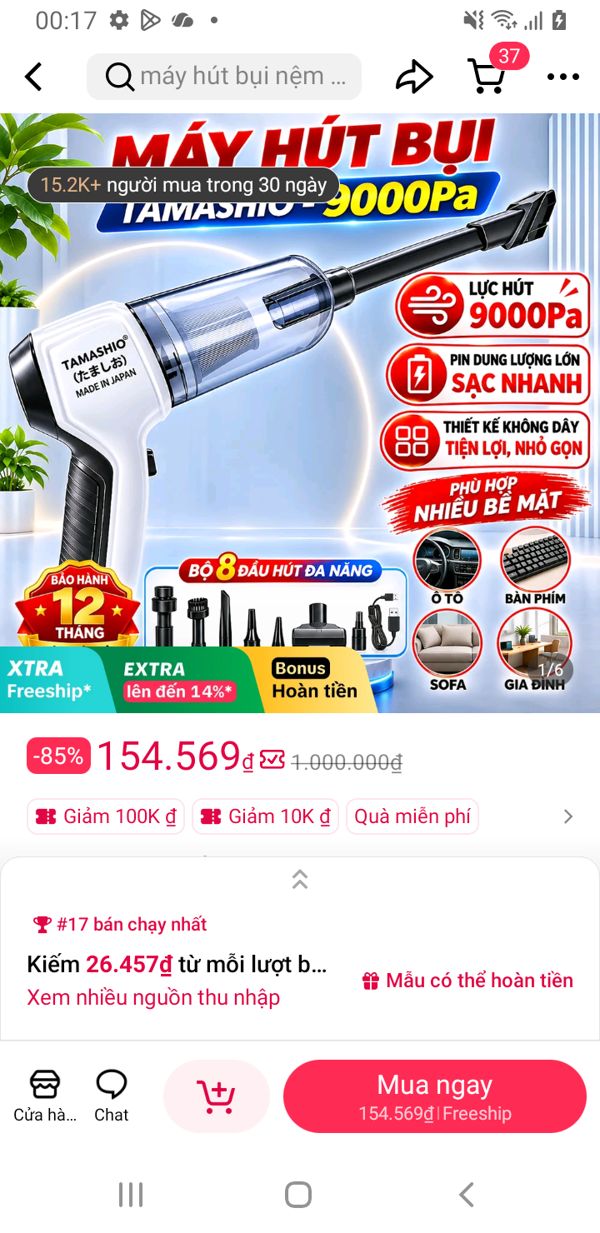 00:17
37
máy hút bụi nệm ...
MÁY HÚT BỤI
15.2K+ người mua trong 30 ngày
TAMASHIO - 9000Pa
LỰC HÚT
9000Pa
TAMASHIO®
(たましお)
MADE IN JAPAN
PIN DUNG LƯỢNG LỚN
SẠC NHANH
THIẾT KẾ KHÔNG DÂY
TIỆN LỢI, NHỎ GỌN
PHÙ HỢP
NHIỀU BỀ MẶT
BẢO HÀNH
12
THÁNG
BỘ 8 ĐẦU HÚT ĐA NĂNG
Ô TÔ
BÀN PHÍM
SOFA
GIA ĐÌNH
1/6
XTRA
Freeship*
EXTRA
lên đến 14%*
Bonus
Hoàn tiền
-85% 154.569₫ 1.000.000₫
Giảm 100K ₫
Giảm 10K ₫
Quà miễn phí
#17 bán chạy nhất
Kiếm 26.457₫ từ mỗi lượt b...
Xem nhiều nguồn thu nhập
Mẫu có thể hoàn tiền
Cửa hà...
Chat
Mua ngay
154.569₫ | Freeship